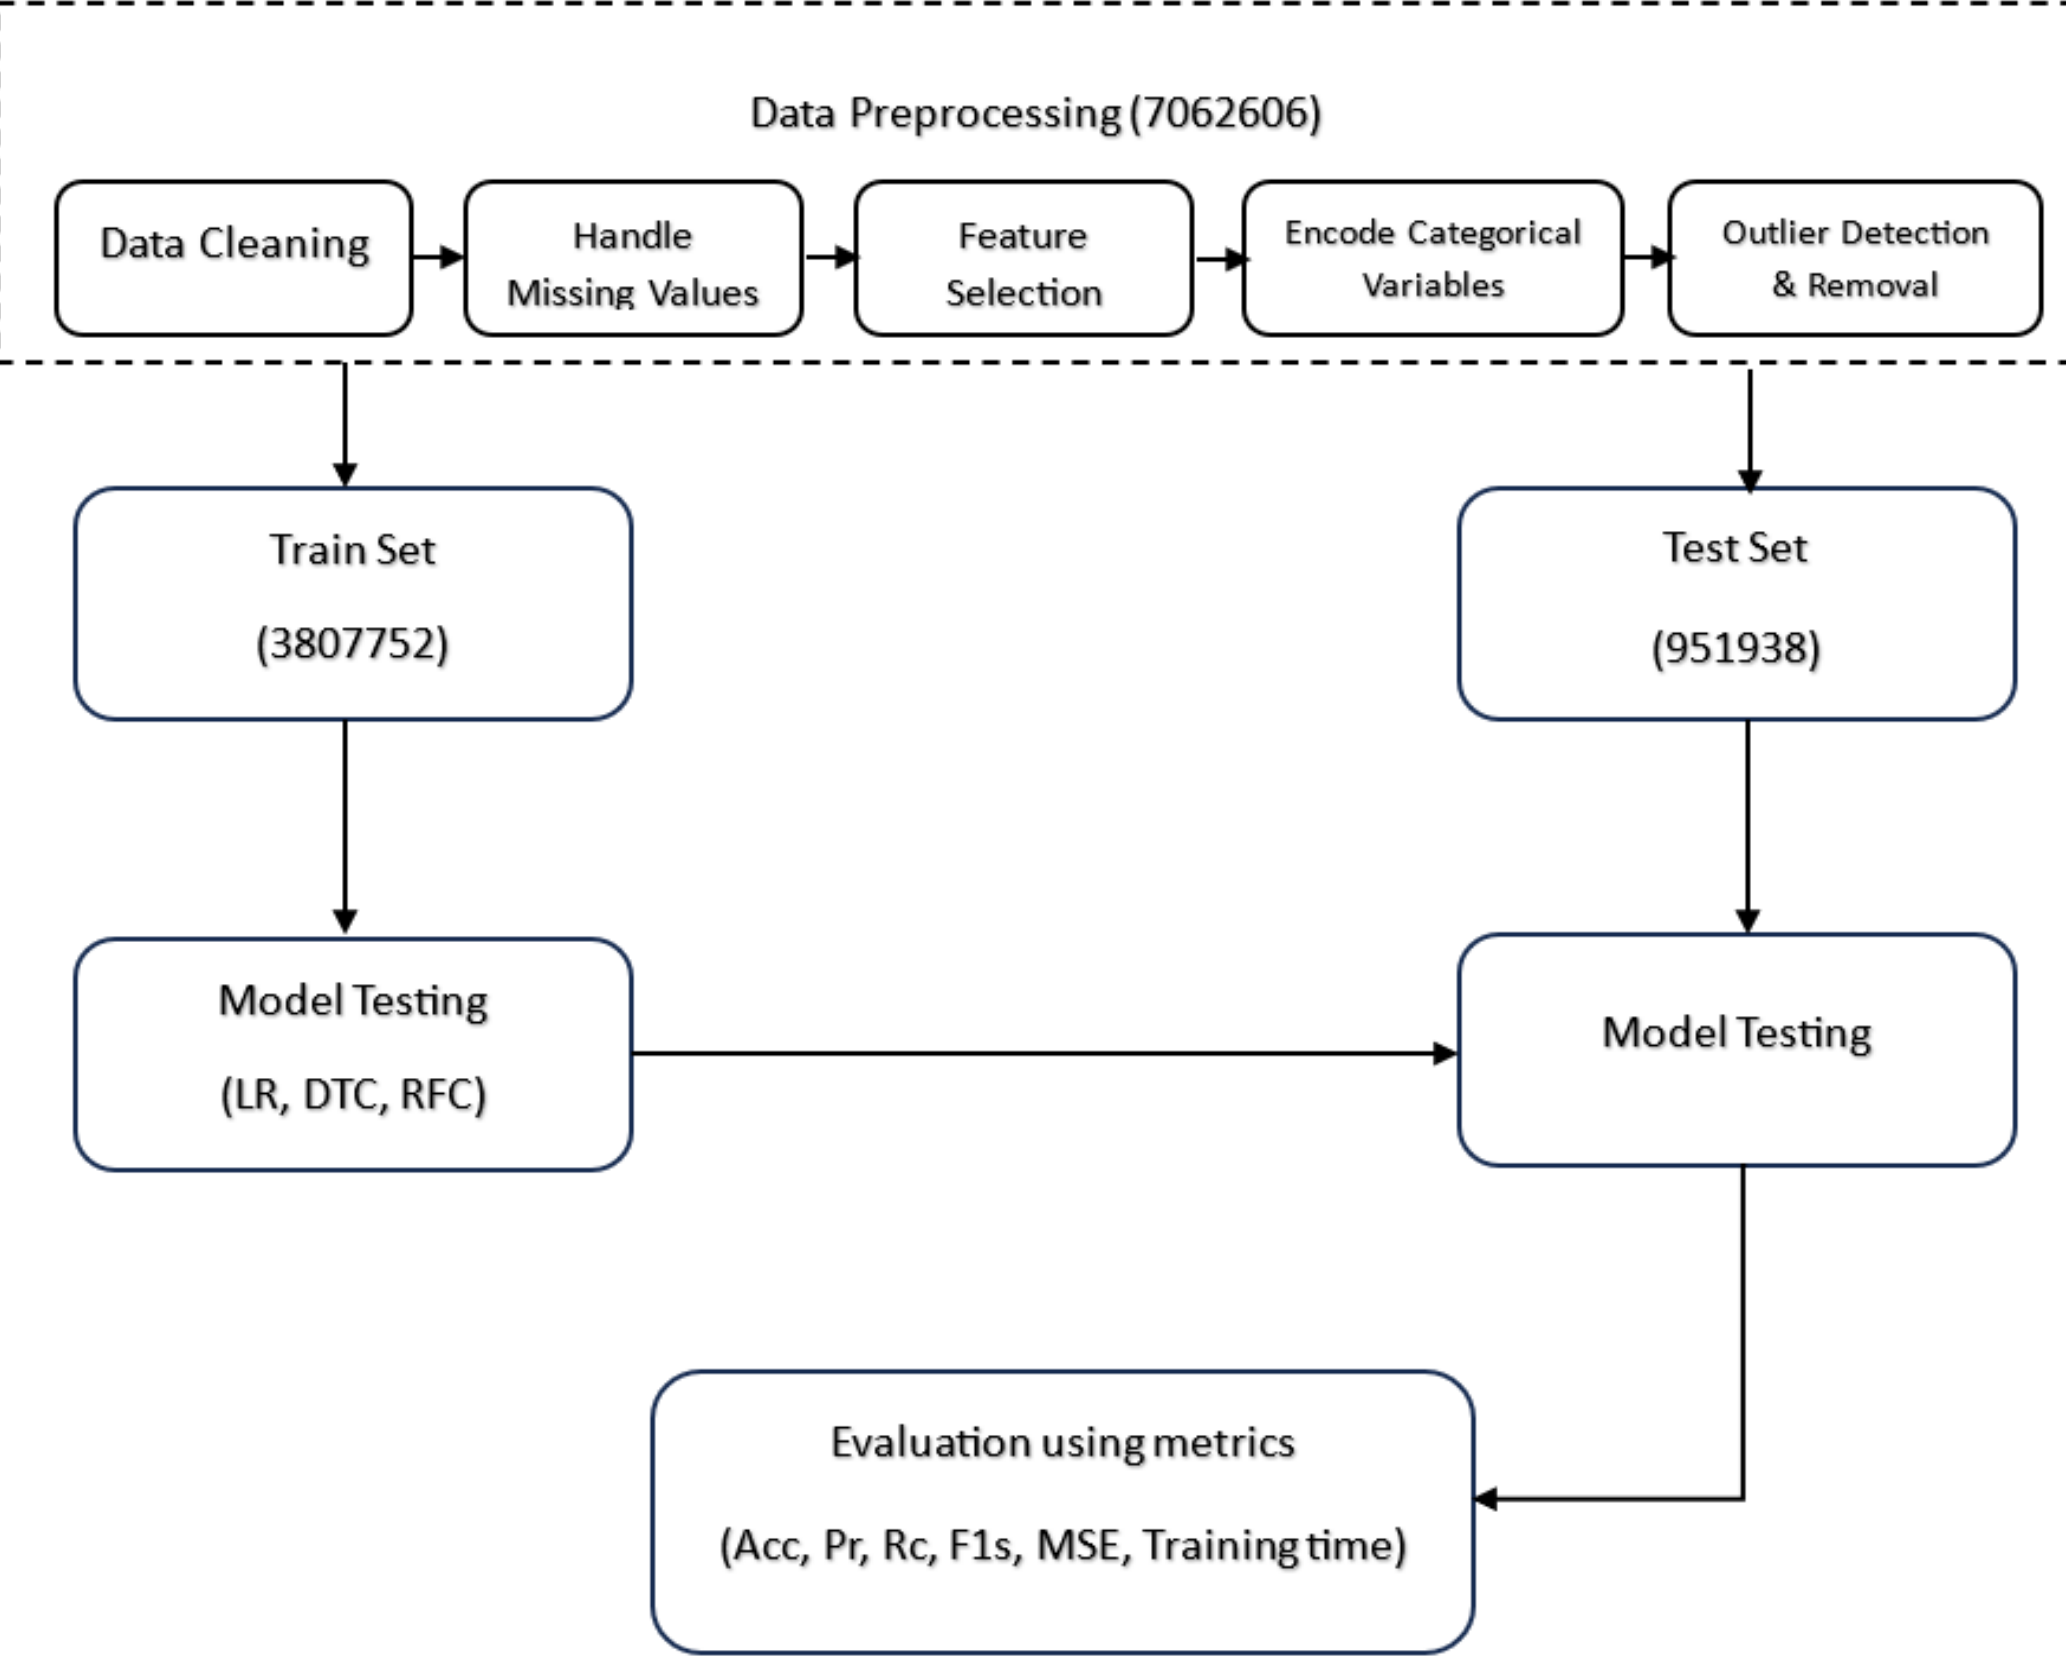 Data Preprocessing (7062606)
Data Cleaning
Handle
Missing Values
Feature
Selection
Encode Categorical
Variables
Outlier Detection
& Removal
Train Set
(3807752)
Test Set
(951938)
Model Testing
(LR, DTC, RFC)
Model Testing
Evaluation using metrics
(Acc, Pr, Rc, F1s, MSE, Training time)